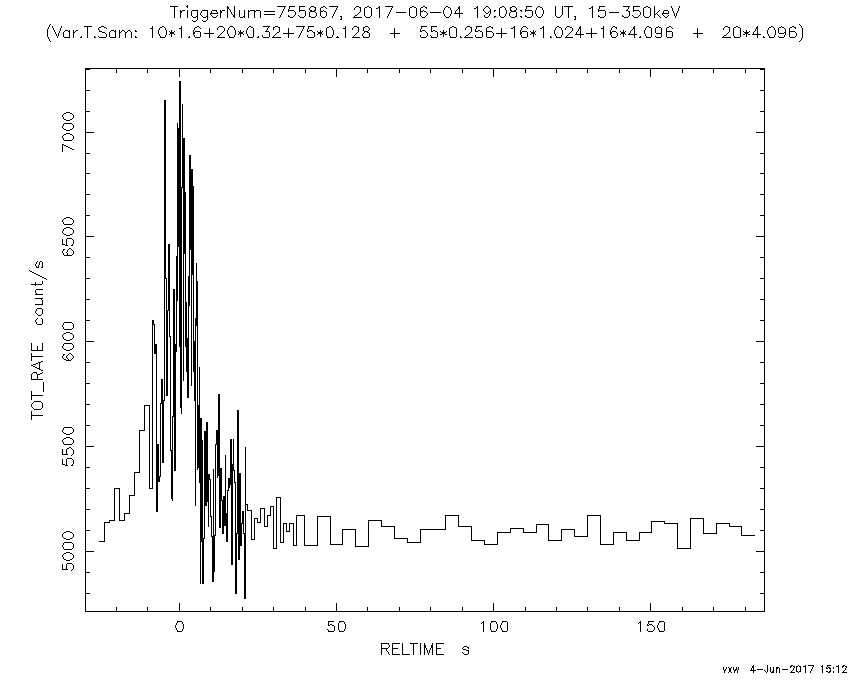 TriggerNum=755867, 2017-06-04 19:08:50 UT, 15-350keV
(Var.T.Sam: 10*1.6+20*0.32+75*0.128 + 55*0.256+16*1.024+16*4.096 + 20*4.096)
TOT_RATE count/s
7000
6500
6000
5500
5000
0 50 100 150
RELTIME s
vxw 4-Jun-2017 15:12